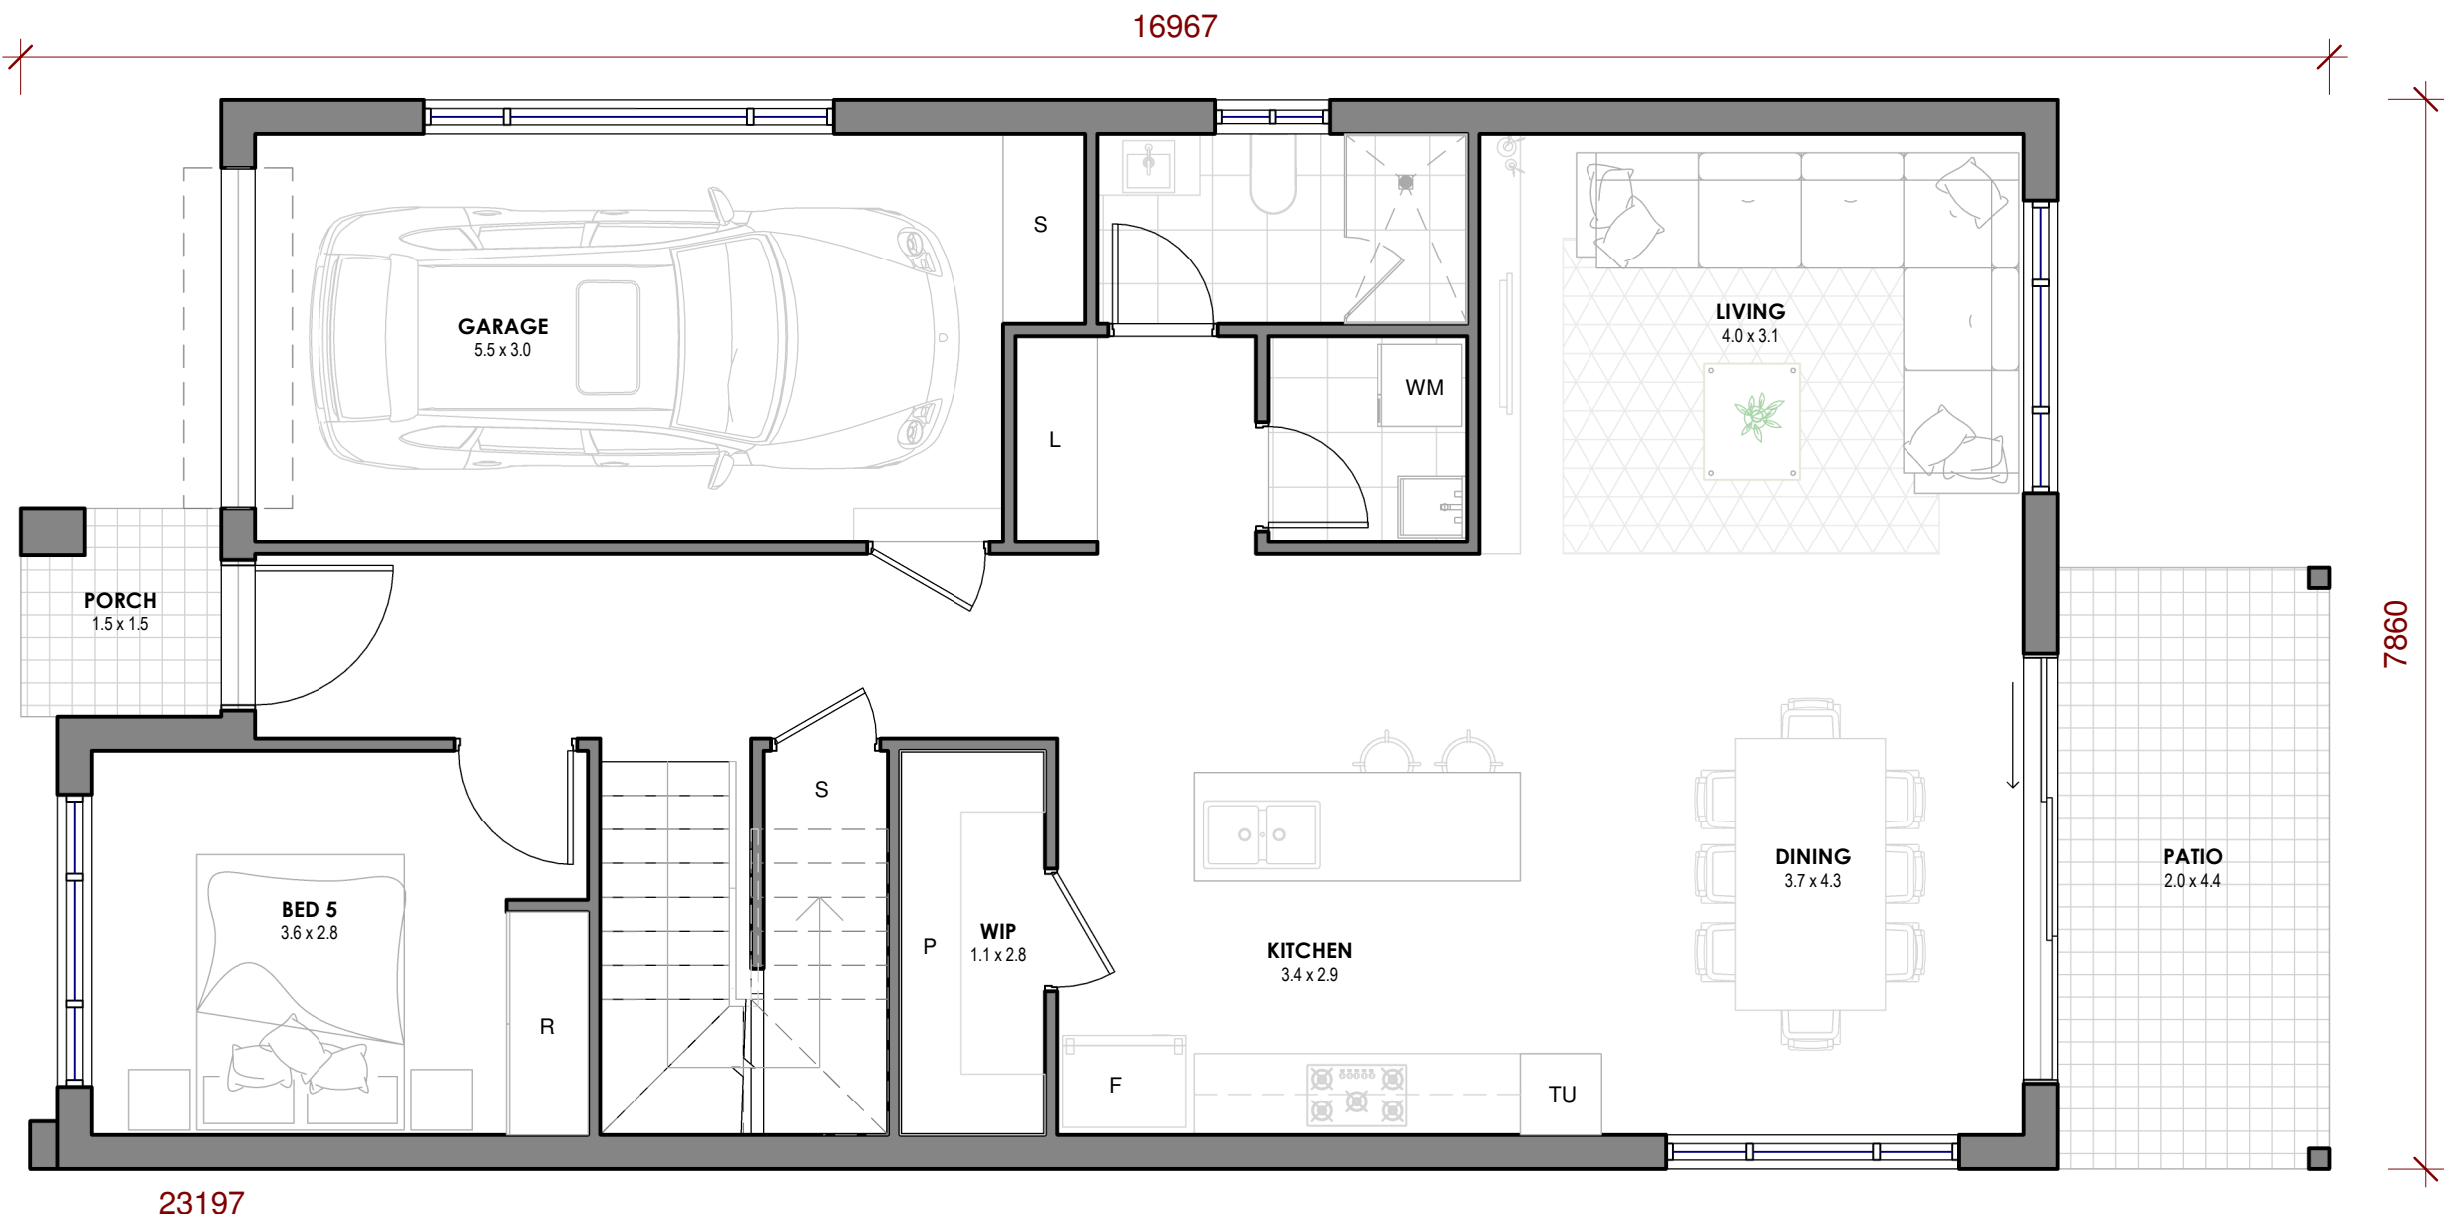 16967
S
GARAGE
5.5 x 3.0
LIVING
4.0 x 3.1
WM
L
PORCH
1.5 x 1.5
7860
S
DINING
3.7 x 4.3
PATIO
2.0 x 4.4
BED 5
3.6 x 2.8
P
WIP
1.1 x 2.8
KITCHEN
3.4 x 2.9
R
F
TU
23197